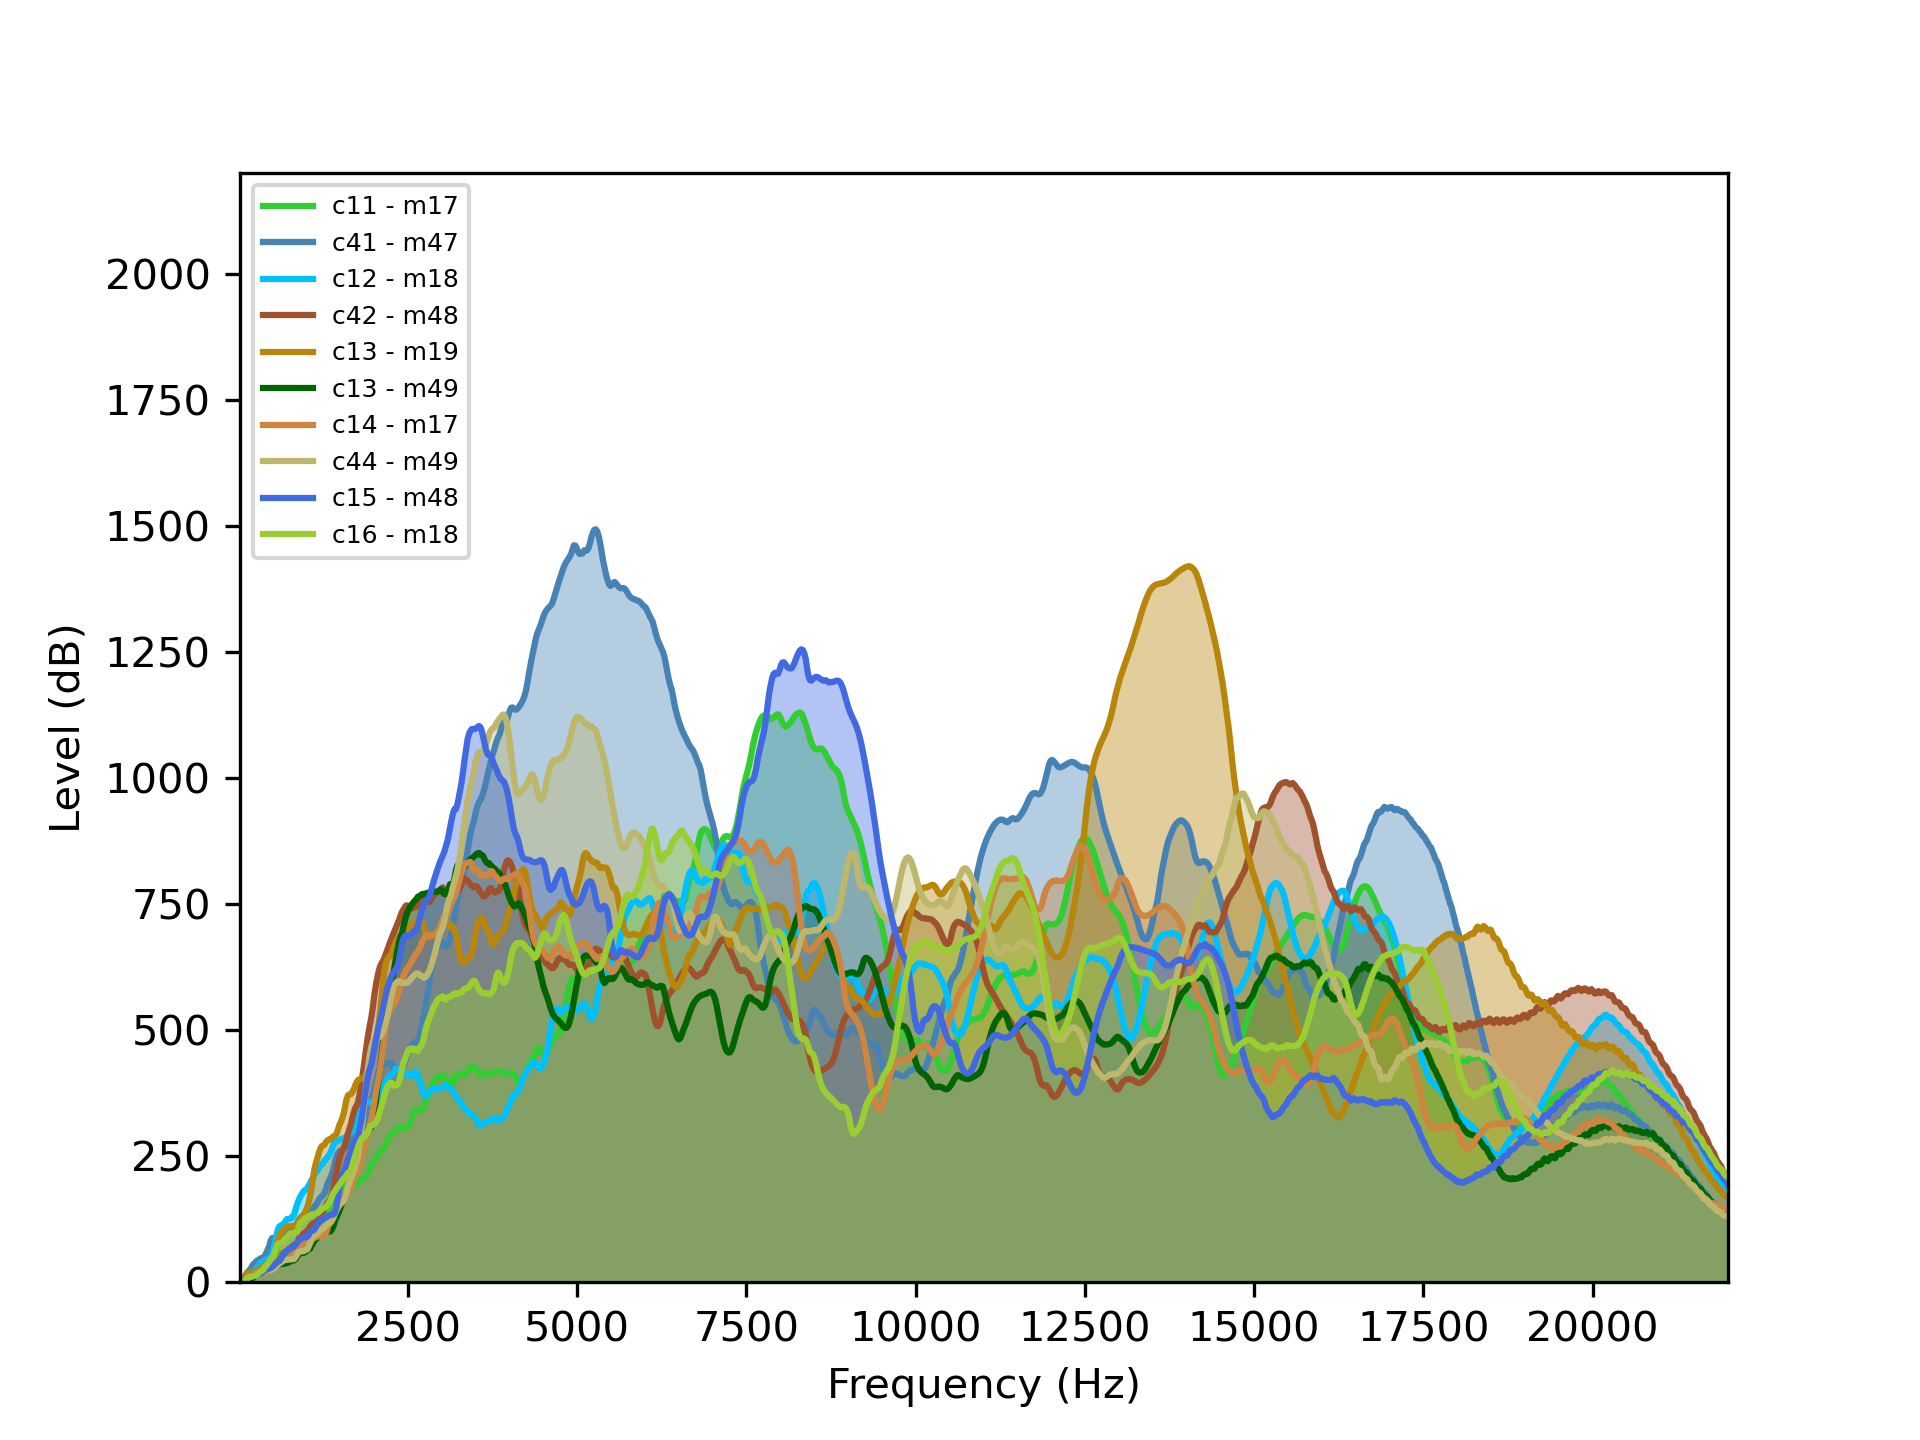 c11 - m17
c41 - m47
c12 - m18
c42 - m48
c13 - m19
c13 - m49
c14 - m17
c44 - m49
c15 - m48
c16 - m18
2000
1750
1500
1250
1000
750
500
250
0
Level (dB)
2500 5000 7500 10000 12500 15000 17500 20000
Frequency (Hz)